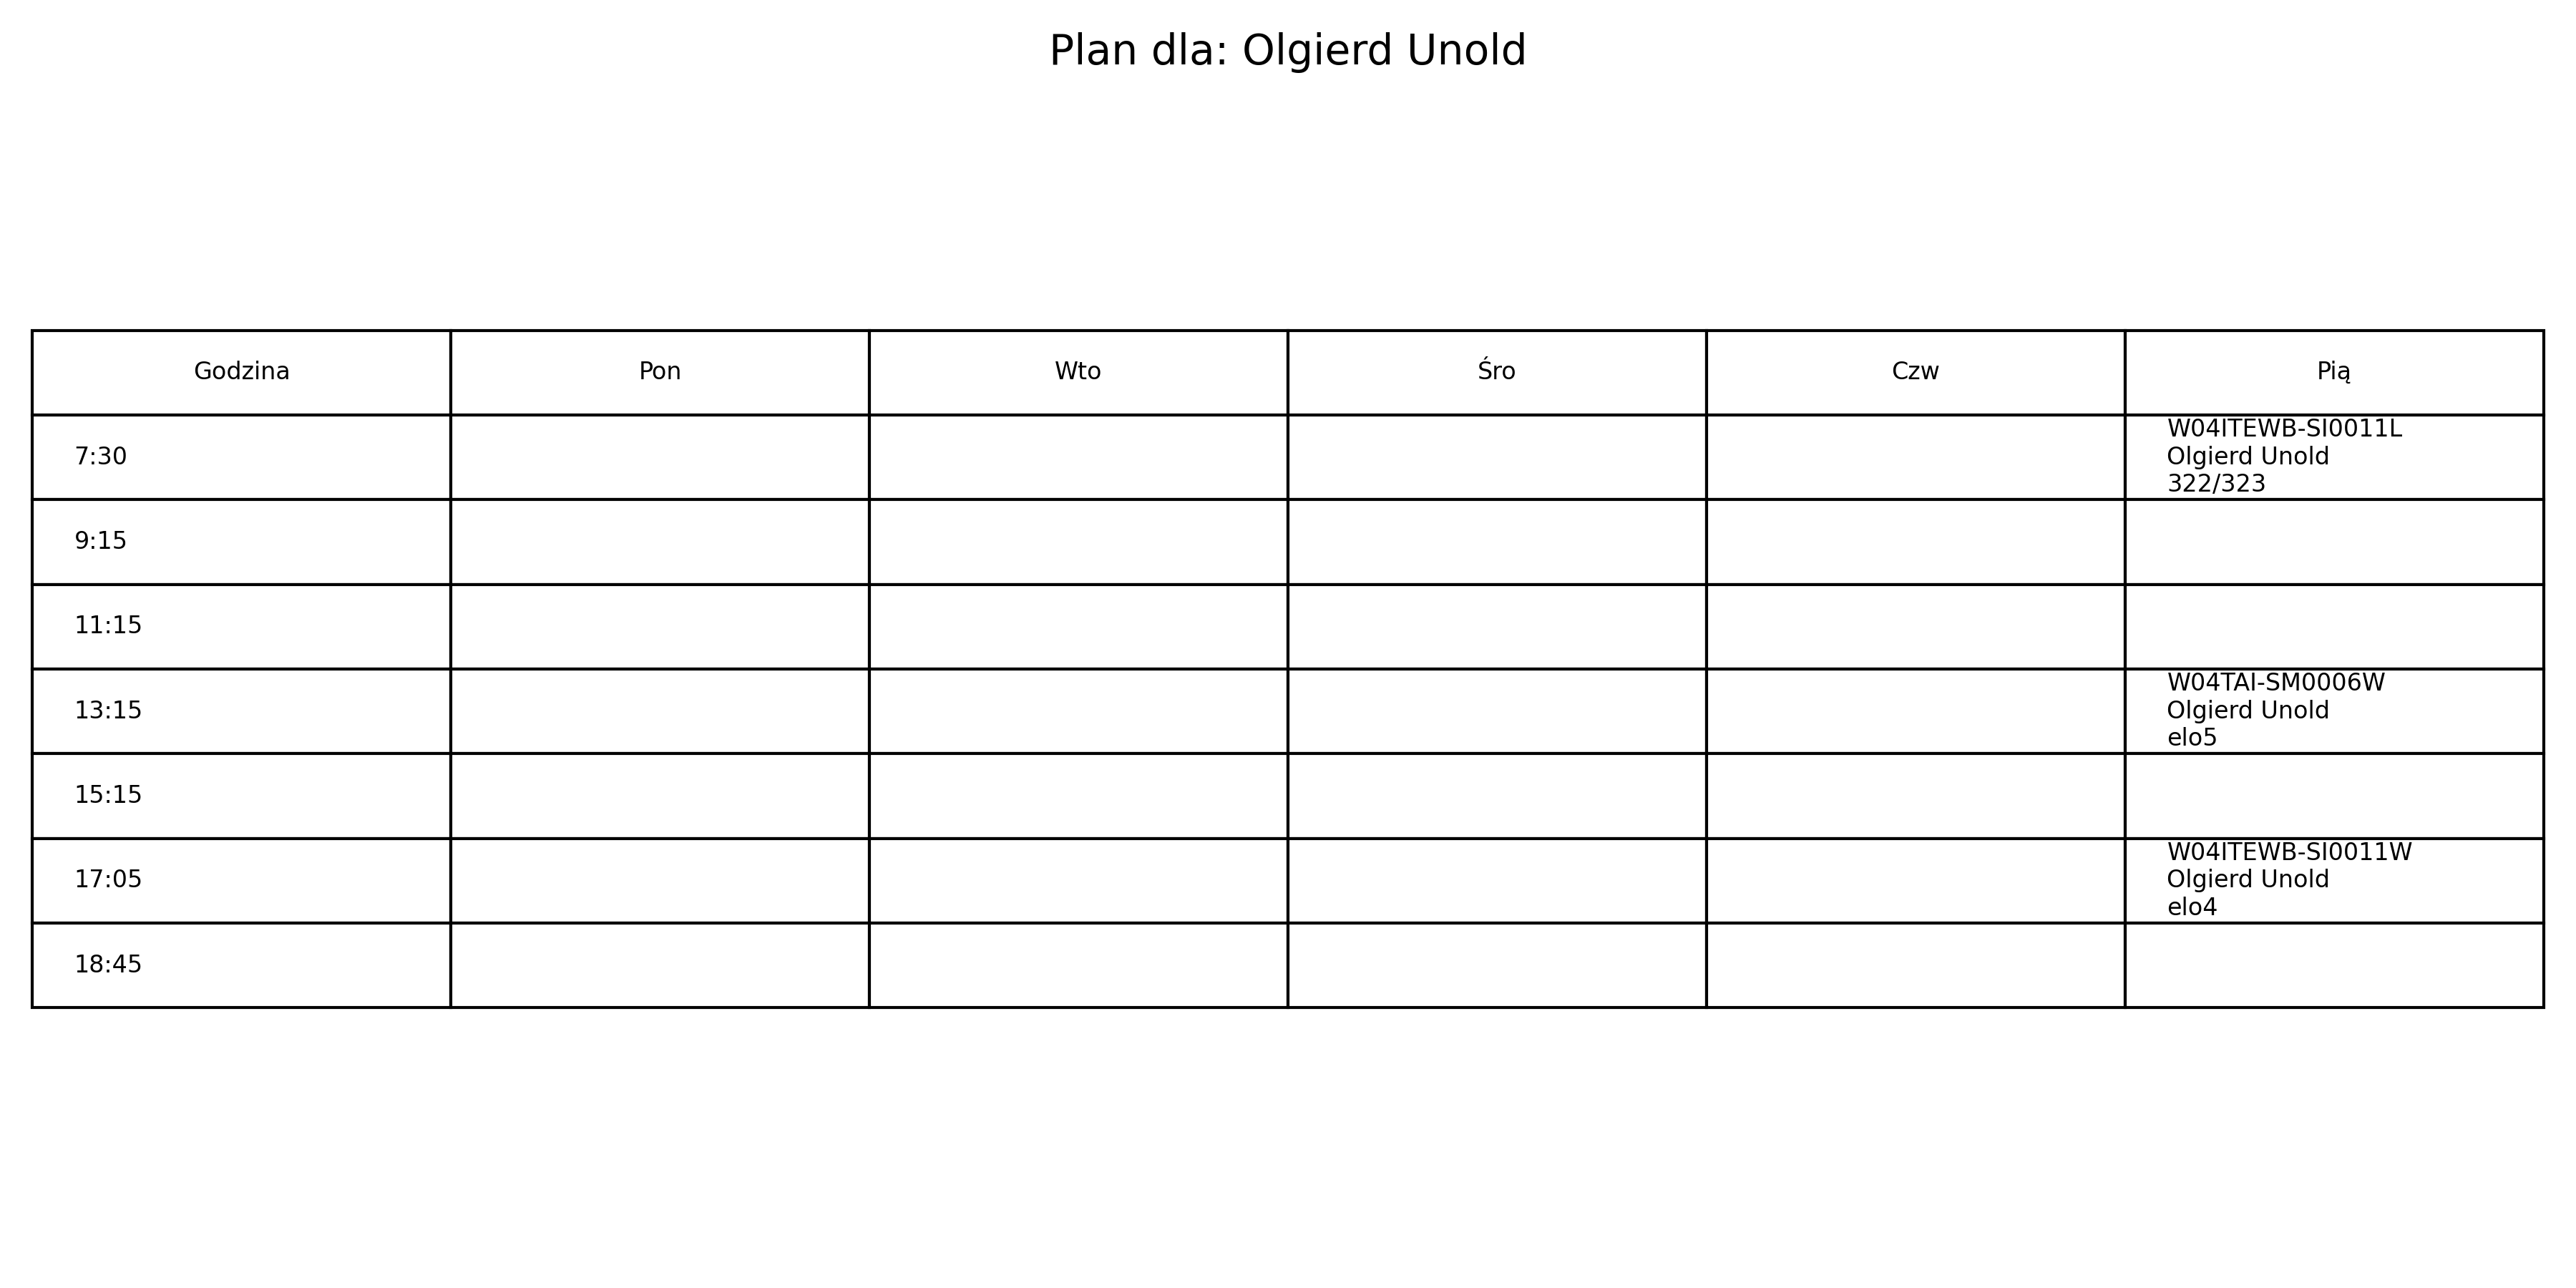 Plan dla: Olgierd Unold
Godzina
Pon
Wto
Śro
Czw
Pią
7:30
W04ITEWB-SI0011L
Olgierd Unold
322/323
9:15
11:15
13:15
W04TAI-SM0006W
Olgierd Unold
elo5
15:15
17:05
W04ITEWB-SI0011W
Olgierd Unold
elo4
18:45